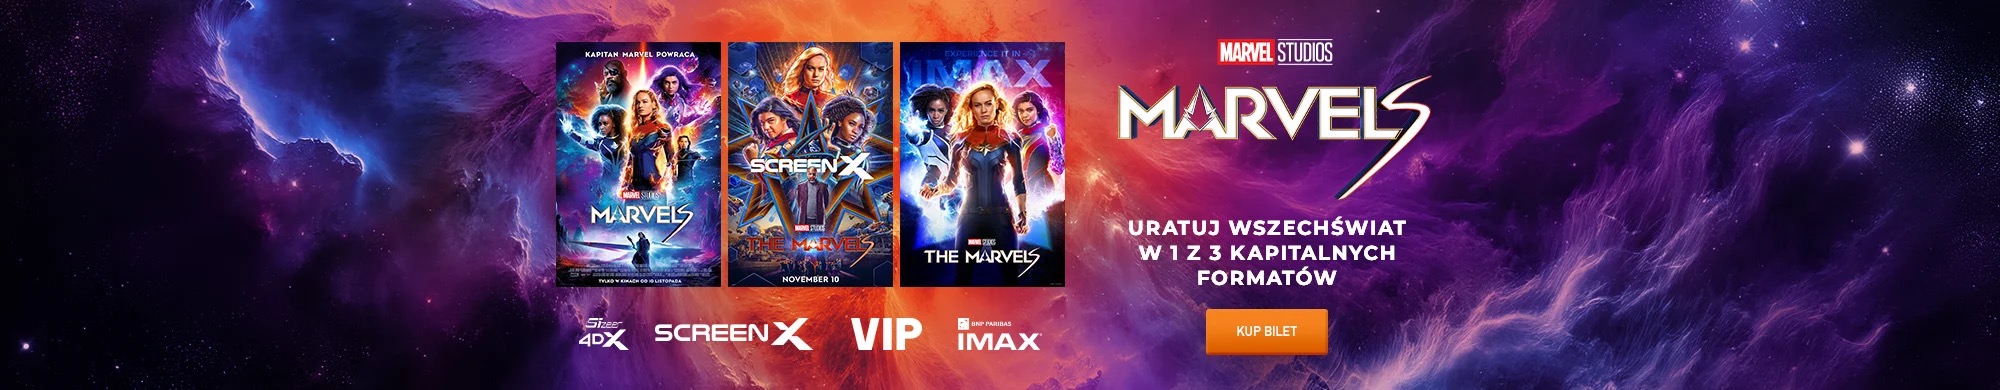 KAPITAN MARVEL POWRACA
MARVEL STUDIOS
MARVELS
TYLKO W KINACH OD 10 LISTOPADA
SCREENX
MARVEL STUDIOS
THE MARVELS
NOVEMBER 10
EXPERIENCE IT IN
IMAX
MARVEL STUDIOS
THE MARVELS
Sizeer
4DX
SCREENX
VIP
BNP PARIBAS
IMAX
MARVEL STUDIOS
MARVELS
URATUJ WSZECHŚWIAT
W 1 Z 3 KAPITALNYCH
FORMATÓW
KUP BILET